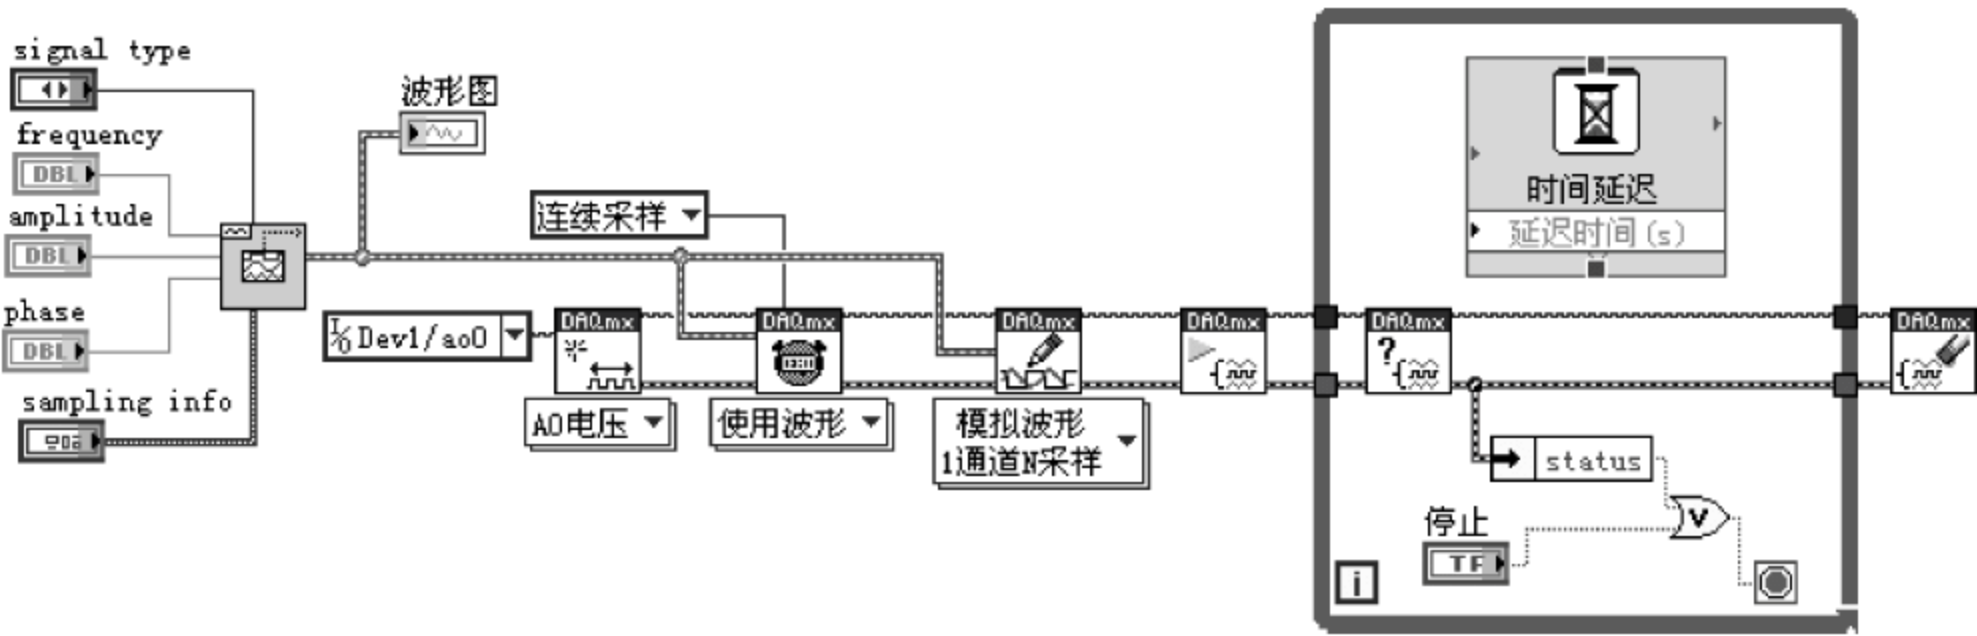 signal type
frequency
DBL
amplitude
DBL
phase
DBL
sampling info
波形图
连续采样
I/O Dev1/ao0
DAQmx
AO电压
DAQmx
使用波形
DAQmx
模拟波形
1通道N采样
DAQmx
时间延迟
延迟时间(s)
DAQmx
?
status
V
停止
TF
i
DAQmx